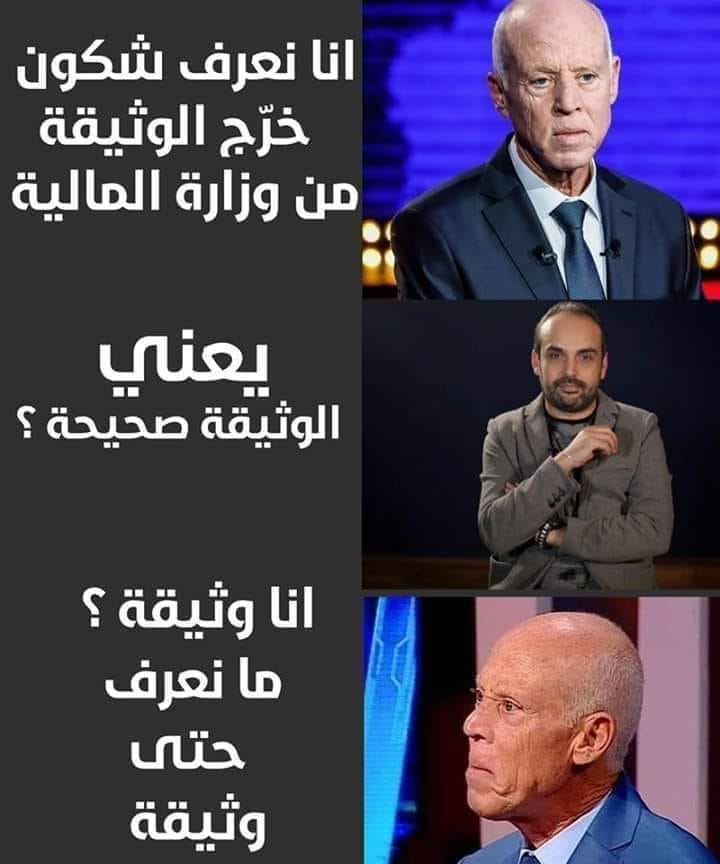 انا نعرف شكون
خرّج الوثيقة
من وزارة المالية
يعني
الوثيقة صحيحة ؟
انا وثيقة ؟
ما نعرف
حتى
وثيقة